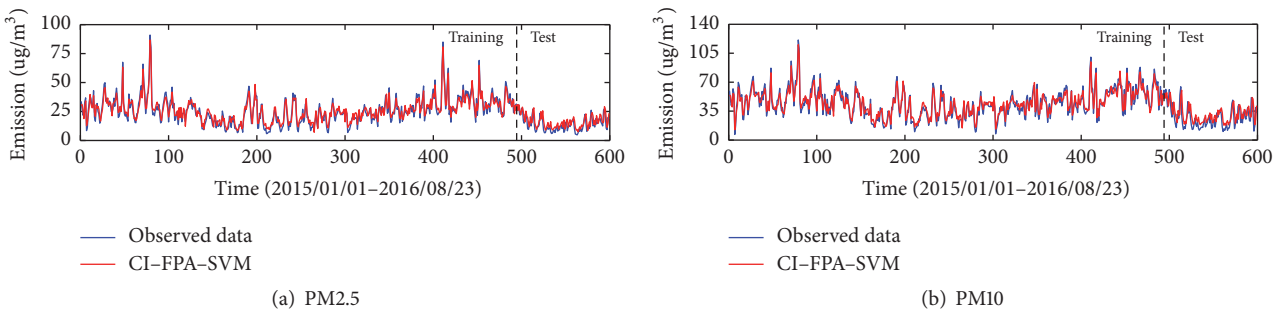 Emission (ug/m³)
100
75
50
25
0
Training
Test
0 100 200 300 400 500 600
Time (2015/01/01–2016/08/23)
Observed data
CI–FPA–SVM
(a) PM2.5
Emission (ug/m³)
140
105
70
35
0
Training
Test
0 100 200 300 400 500 600
Time (2015/01/01–2016/08/23)
Observed data
CI–FPA–SVM
(b) PM10